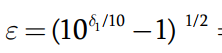 ε = (10^{δ₁/10} − 1)^{1/2} =